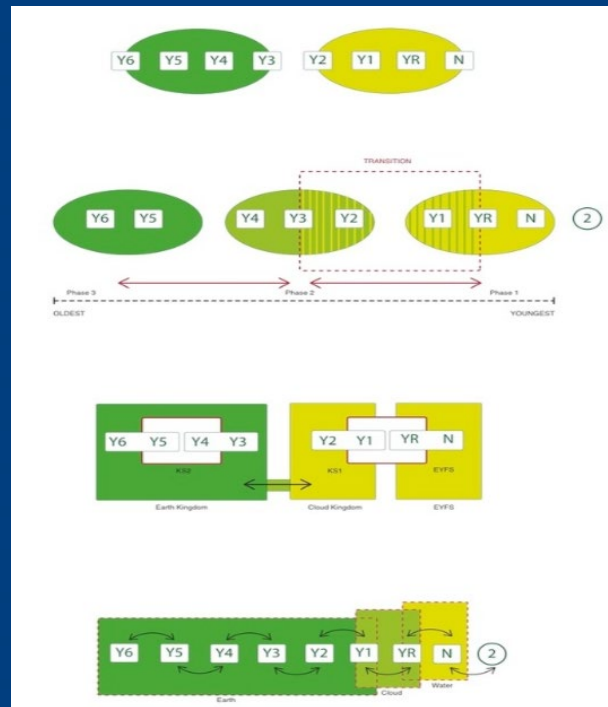 Y6 Y5 Y4 Y3 Y2 Y1 YR N
TRANSITION
Y6 Y5 Y4 Y3 Y2 Y1 YR N 2
Phase 3 Phase 2 Phase 1
OLDEST YOUNGEST
Y6 Y5 Y4 Y3 Y2 Y1 YR N
KS2 KS1 EYFS
Earth Kingdom Cloud Kingdom EYFS
Y6 Y5 Y4 Y3 Y2 Y1 YR N 2
Earth Cloud Water